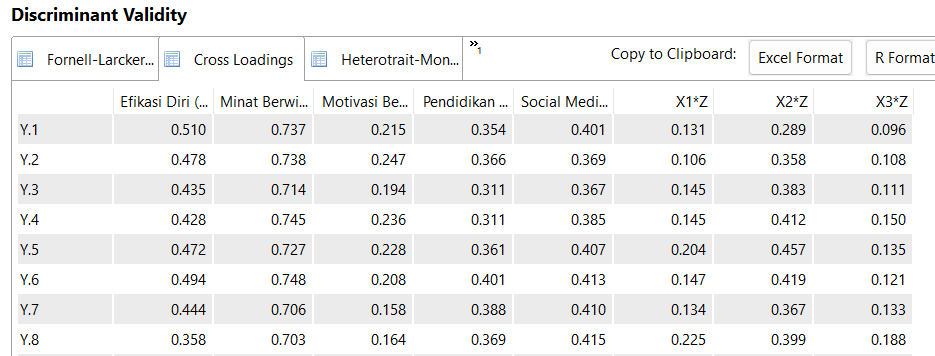 Discriminant Validity
Fornell-Larcker... Cross Loadings Heterotrait-Mon... »1 Copy to Clipboard: Excel Format R Format
Efikasi Diri (... Minat Berwi... Motivasi Be... Pendidikan ... Social Medi... X1*Z X2*Z X3*Z
Y.1 0.510 0.737 0.215 0.354 0.401 0.131 0.289 0.096
Y.2 0.478 0.738 0.247 0.366 0.369 0.106 0.358 0.108
Y.3 0.435 0.714 0.194 0.311 0.367 0.145 0.383 0.111
Y.4 0.428 0.745 0.236 0.311 0.385 0.145 0.412 0.150
Y.5 0.472 0.727 0.228 0.361 0.407 0.204 0.457 0.135
Y.6 0.494 0.748 0.208 0.401 0.413 0.147 0.419 0.121
Y.7 0.444 0.706 0.158 0.388 0.410 0.134 0.367 0.133
Y.8 0.358 0.703 0.164 0.369 0.415 0.225 0.399 0.188